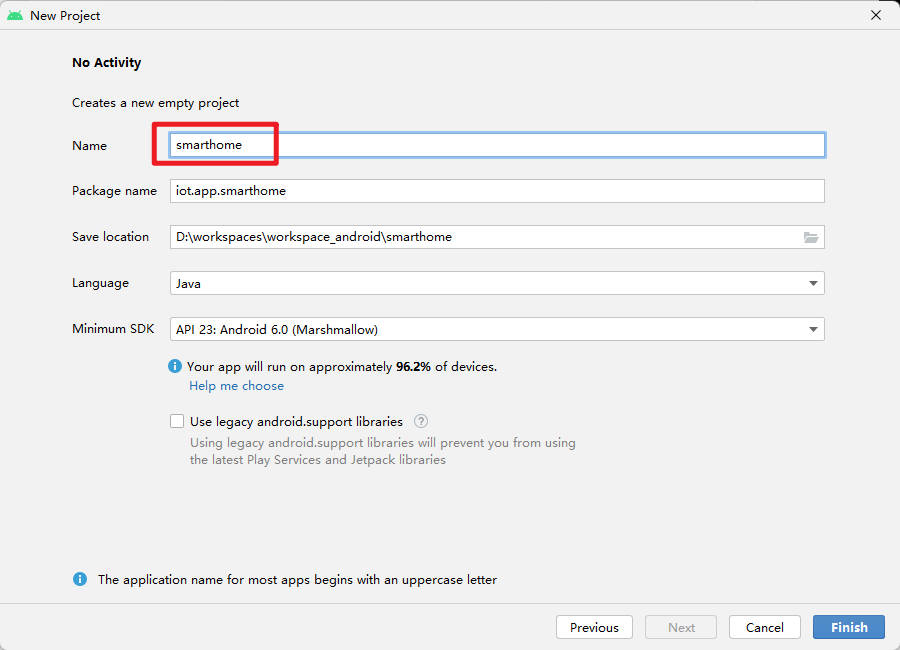 New Project
No Activity
Creates a new empty project
Name smarthome
Package name iot.app.smarthome
Save location D:\workspaces\workspace_android\smarthome
Language Java
Minimum SDK API 23: Android 6.0 (Marshmallow)
Your app will run on approximately 96.2% of devices.
Help me choose
Use legacy android.support libraries ?
Using legacy android.support libraries will prevent you from using
the latest Play Services and Jetpack libraries
The application name for most apps begins with an uppercase letter
Previous Next Cancel Finish